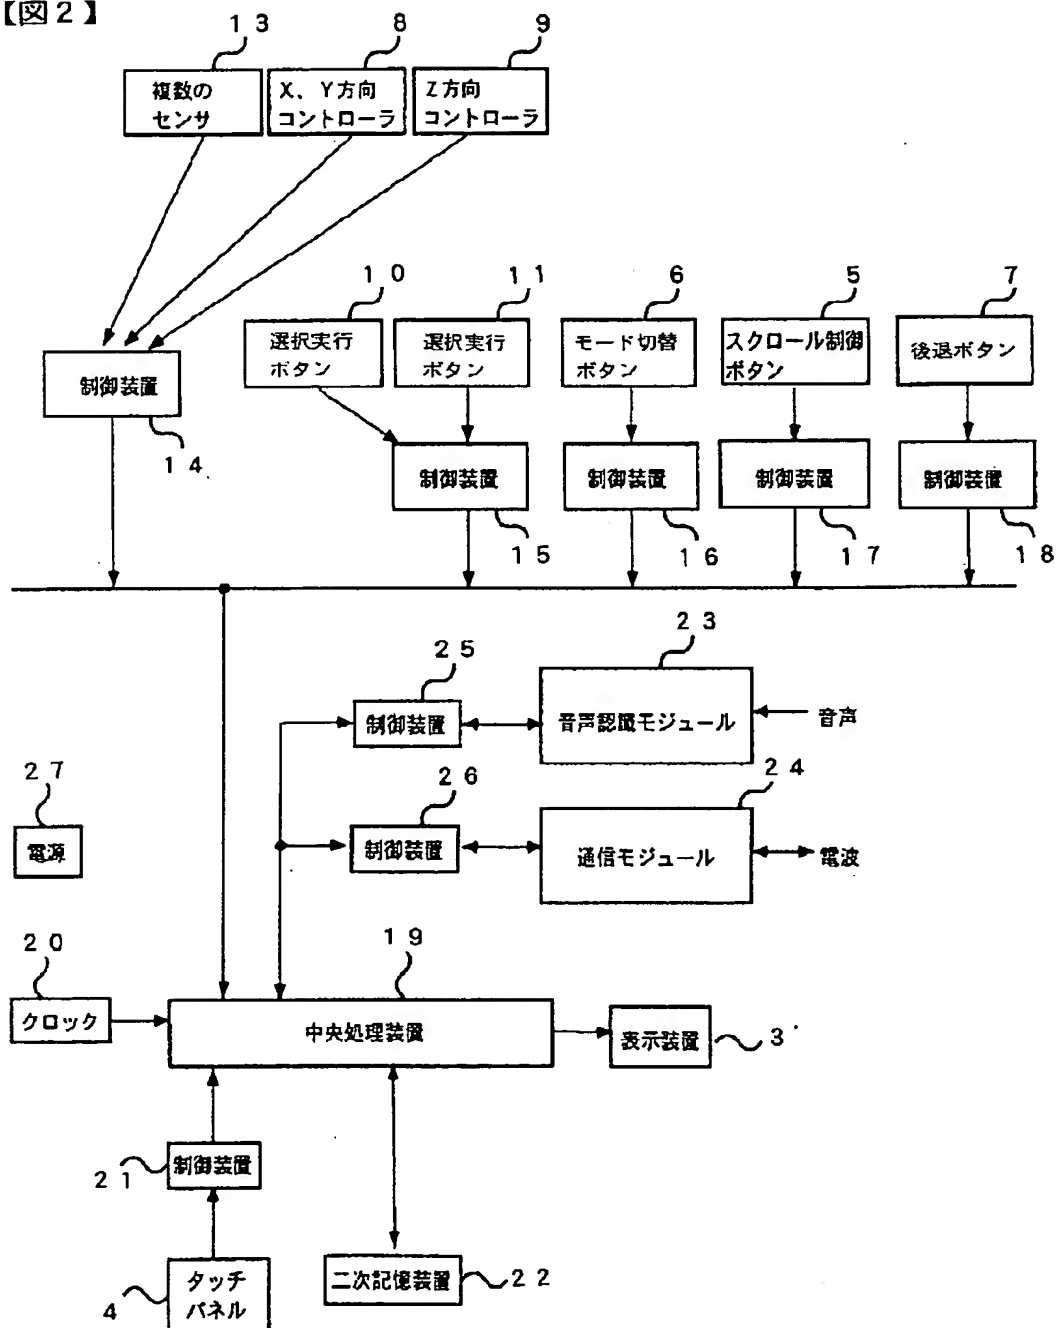 【図2】
13
8
9
複数の
センサ
X、Y方向
コントローラ
Z方向
コントローラ
10
11
6
5
7
選択実行
ボタン
選択実行
ボタン
モード切替
ボタン
スクロール制御
ボタン
後退ボタン
制御装置
14
制御装置
制御装置
制御装置
制御装置
15
16
17
18
23
25
制御装置
音声認識モジュール
音声
27
26
24
電源
制御装置
通信モジュール
電波
20
19
クロック
中央処理装置
表示装置
3
21
制御装置
タッチ
パネル
4
二次記憶装置
22